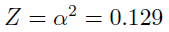 Z = α² = 0.129